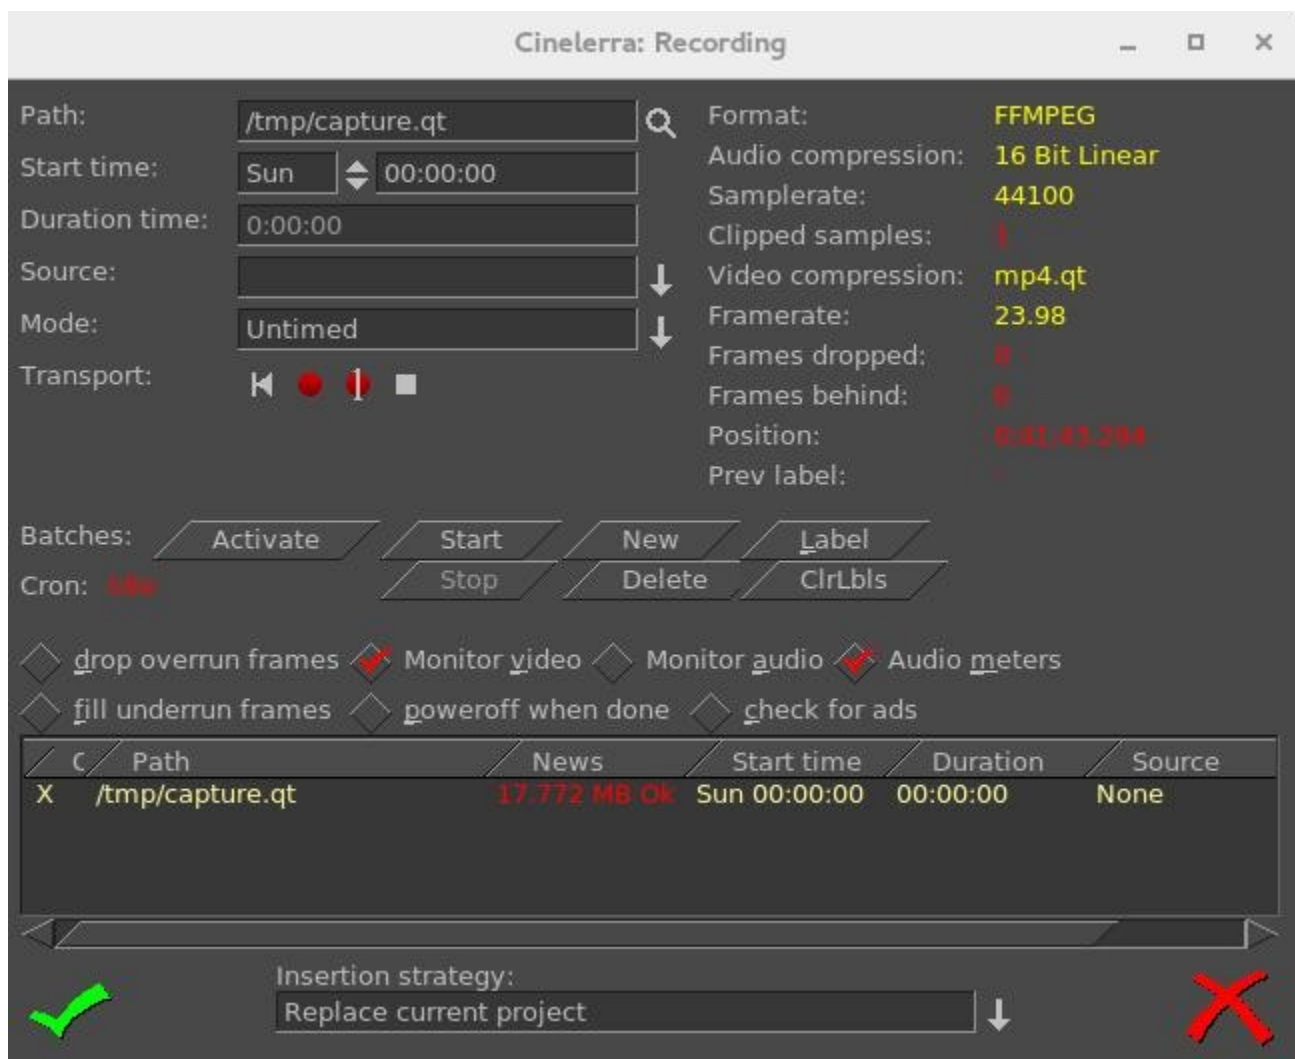 Cinelerra: Recording
Path: /tmp/capture.qt
Start time: Sun 00:00:00
Duration time: 0:00:00
Source:
Mode: Untimed
Transport:
Format: FFMPEG
Audio compression: 16 Bit Linear
Samplerate: 44100
Clipped samples: 1
Video compression: mp4.qt
Framerate: 23.98
Frames dropped: 0
Frames behind: 0
Position:
Prev label: -
Batches: Activate Start New Label
Cron: Idle Stop Delete ClrLbls
drop overrun frames Monitor video Monitor audio Audio meters
fill underrun frames poweroff when done check for ads
Path News Start time Duration Source
X /tmp/capture.qt 17.772 MB Ok Sun 00:00:00 00:00:00 None
Insertion strategy:
Replace current project